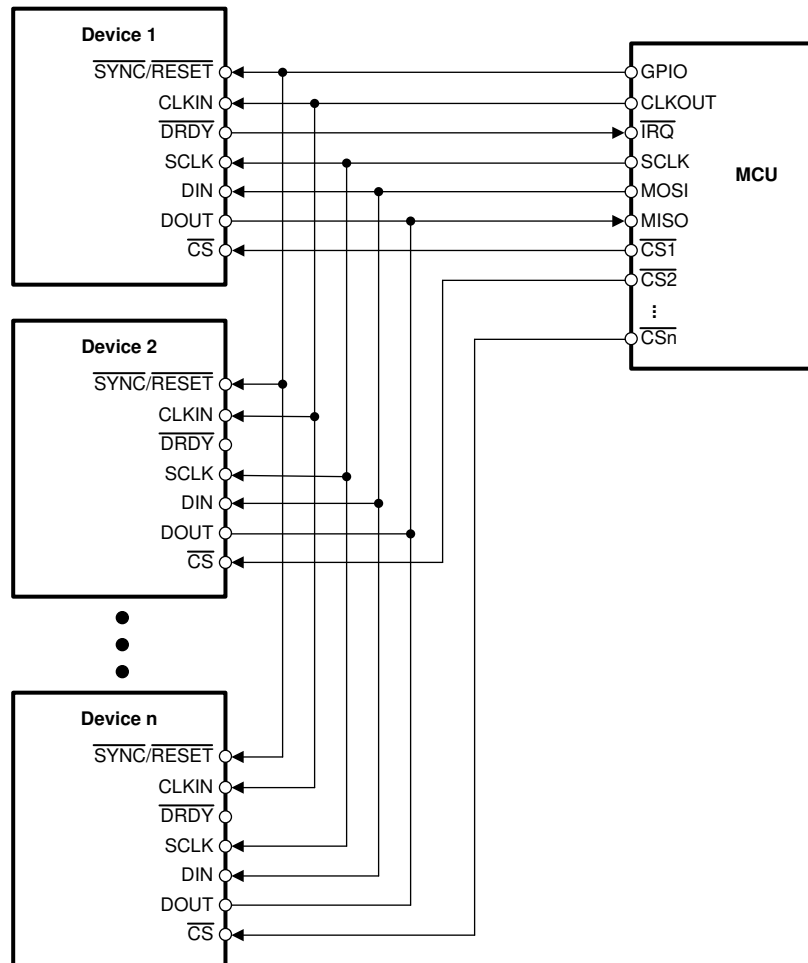 Device 1
SYNC/RESET
CLKIN
DRDY
SCLK
DIN
DOUT
CS
GPIO
CLKOUT
IRQ
SCLK
MOSI
MISO
CS1
CS2
...
CSn
MCU
Device 2
SYNC/RESET
CLKIN
DRDY
SCLK
DIN
DOUT
CS
Device n
SYNC/RESET
CLKIN
DRDY
SCLK
DIN
DOUT
CS